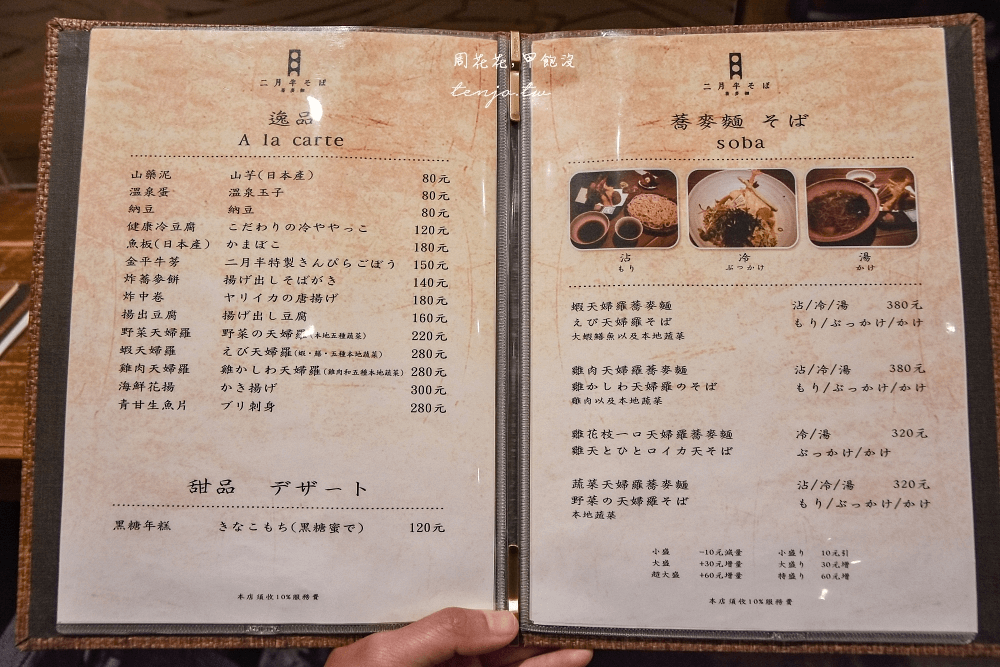 周花花, 甲飽沒
tenjo.tw
二月半そば
蕎麥麵
逸品
A la carte
山藥泥 山芋(日本産) 80元
溫泉蛋 溫泉玉子 80元
納豆 納豆 80元
健康冷豆腐 こだわりの冷ややっこ 120元
魚板(日本產) かまぼこ 180元
金平牛蒡 二月半特製きんぴらごぼう 150元
炸蕎麥餅 揚げ出しそばがき 140元
炸中卷 ヤリイカの唐揚げ 180元
揚出豆腐 揚げ出し豆腐 160元
野菜天婦羅 野菜の天婦羅(本地五種蔬菜) 220元
蝦天婦羅 えび天婦羅(蝦・鱚・五種本地蔬菜) 280元
雞肉天婦羅 雞かしわ天婦羅(雞肉和五種本地蔬菜) 280元
海鮮花揚 かき揚げ 300元
青甘生魚片 ブリ刺身 280元
甜品 デザート
黑糖年糕 きなこもち(黒糖蜜で) 120元
本店須收10%服務費
二月半そば
蕎麥麵
蕎麥麵 そば
soba
沾 冷 湯
もり ぶっかけ かけ
蝦天婦羅蕎麥麵 沾/冷/湯 380元
えび天婦羅そば もり/ぶっかけ/かけ
大蝦鱚魚以及本地蔬菜
雞肉天婦羅蕎麥麵 沾/冷/湯 380元
雞かしわ天婦羅のそば もり/ぶっかけ/かけ
雞肉以及本地蔬菜
雞花枝一口天婦羅蕎麥麵 冷/湯 320元
雞天とひとロイカ天そば ぶっかけ/かけ
蔬菜天婦羅蕎麥麵 沾/冷/湯 320元
野菜の天婦羅そば もり/ぶっかけ/かけ
本地蔬菜
小盛 -10元減量 小盛り 10元引
大盛 +30元增量 大盛り 30元增
超大盛 +60元增量 特盛り 60元增
本店須收10%服務費